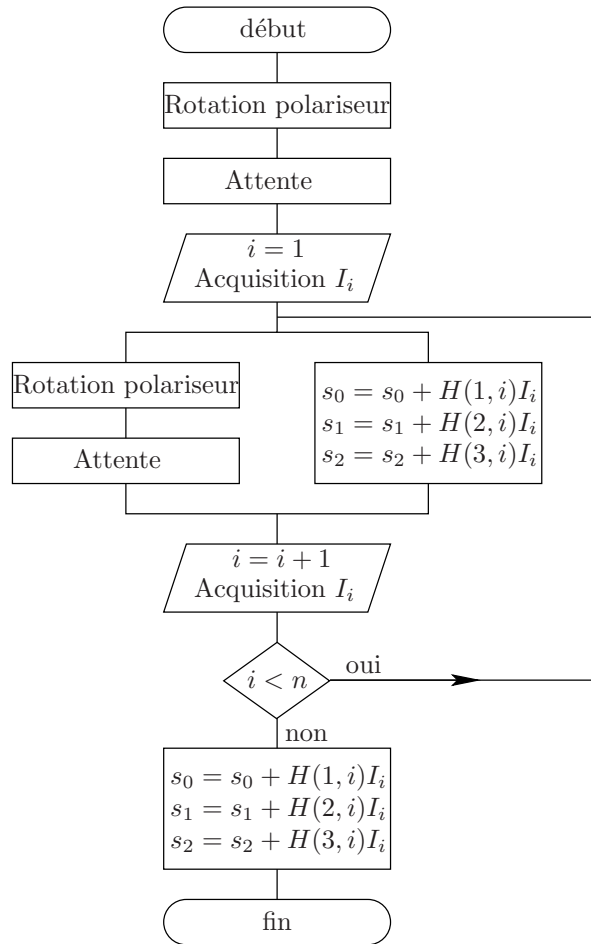 début
Rotation polariseur
Attente
i = 1
Acquisition I_i
Rotation polariseur
Attente
s_0 = s_0 + H(1, i)I_i
s_1 = s_1 + H(2, i)I_i
s_2 = s_2 + H(3, i)I_i
i = i + 1
Acquisition I_i
i < n
oui
non
s_0 = s_0 + H(1, i)I_i
s_1 = s_1 + H(2, i)I_i
s_2 = s_2 + H(3, i)I_i
fin